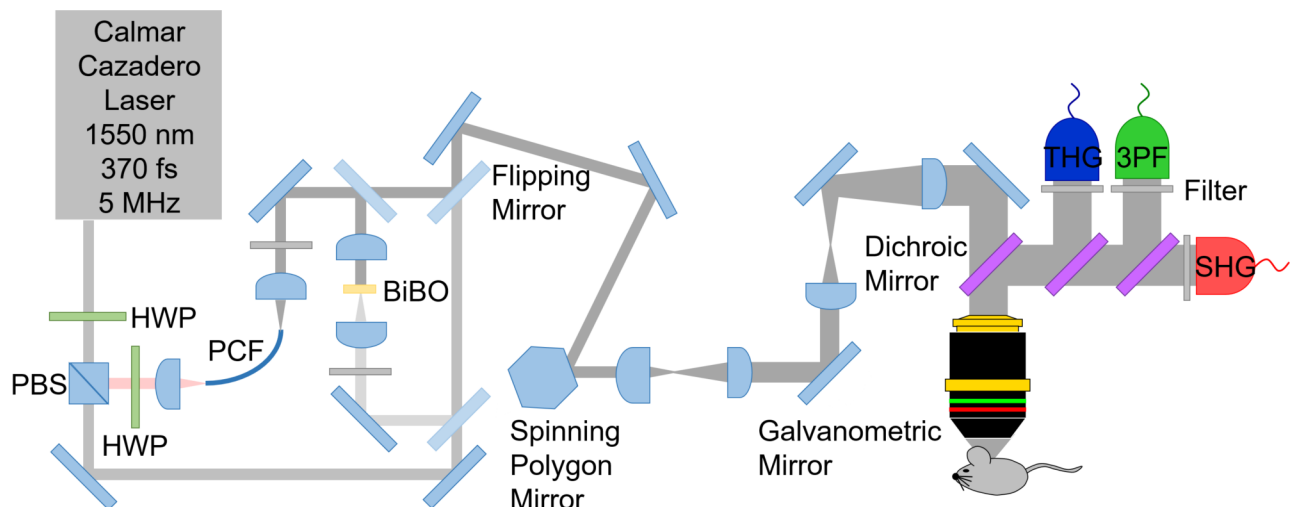 Calmar
Cazadero
Laser
1550 nm
370 fs
5 MHz
HWP
PBS
HWP
PCF
BiBO
Flipping
Mirror
Spinning
Polygon
Mirror
Galvanometric
Mirror
Dichroic
Mirror
THG
3PF
Filter
SHG